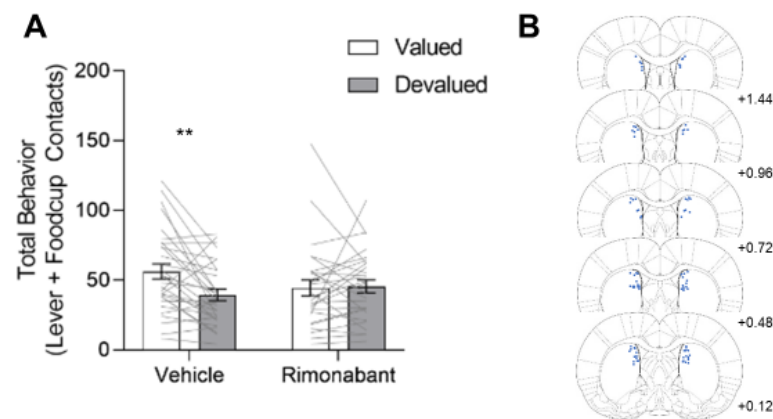 A
Valued
Devalued
**
Total Behavior
(Lever + Foodcup Contacts)
200
150
100
50
0
Vehicle
Rimonabant
B
+1.44
+0.96
+0.72
+0.48
+0.12